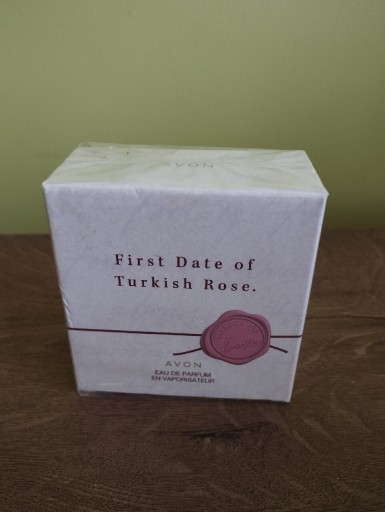 AVON
First Date of
Turkish Rose.
AVON
EAU DE PARFUM
EN VAPORISATEUR